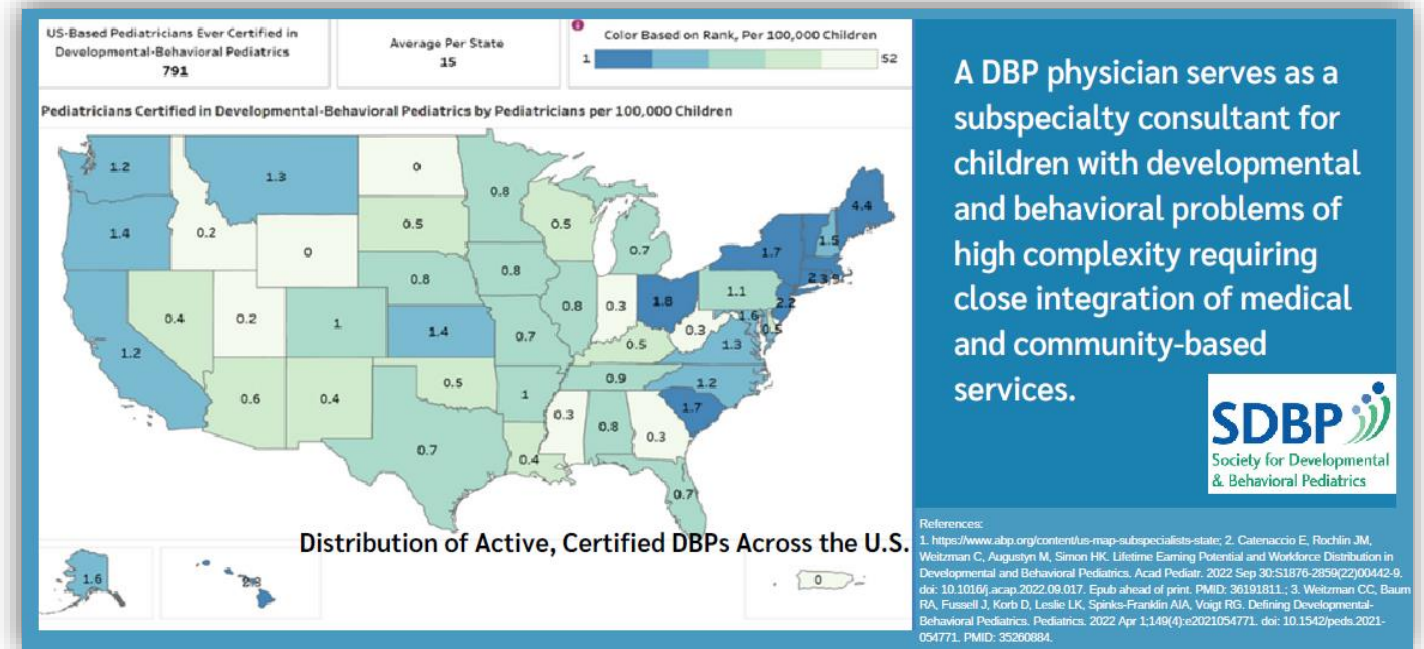 US-Based Pediatricians Ever Certified in
Developmental-Behavioral Pediatrics
791
Average Per State
15
Color Based on Rank, Per 100,000 Children
1
52
Pediatricians Certified in Developmental-Behavioral Pediatrics by Pediatricians per 100,000 Children
1.2
1.3
0
0.8
4.4
1.4
0.2
0
0.5
0.5
0.7
1.7
1.5
2
3.9
0.8
0.8
0.4
0.2
1
1.4
0.7
0.8
0.3
1.8
1.1
2.2
1.6
0.5
0.3
1.3
0.5
1.2
0.6
0.4
0.5
1
0.9
1.2
1.7
0.7
0.4
0.3
0.8
0.3
0.7
Distribution of Active, Certified DBPs Across the U.S.
1.6
0
A DBP physician serves as a
subspecialty consultant for
children with developmental
and behavioral problems of
high complexity requiring
close integration of medical
and community-based
services.
SDBP
Society for Developmental
& Behavioral Pediatrics
References:
1. https://www.abp.org/content/us-map-subspecialists-state; 2. Catenaccio E, Rochlin JM,
Weitzman C, Augustyn M, Simon HK. Lifetime Earning Potential and Workforce Distribution in
Developmental and Behavioral Pediatrics. Acad Pediatr. 2022 Sep 30:S1876-2859(22)00442-9.
doi: 10.1016/j.acap.2022.09.017. Epub ahead of print. PMID: 36191811.; 3. Weitzman CC, Baum
RA, Fussell J, Korb D, Leslie LK, Spinks-Franklin AIA, Voigt RG. Defining Developmental-
Behavioral Pediatrics. Pediatrics. 2022 Apr 1;149(4):e2021054771. doi: 10.1542/peds.2021-
054771. PMID: 35260884.